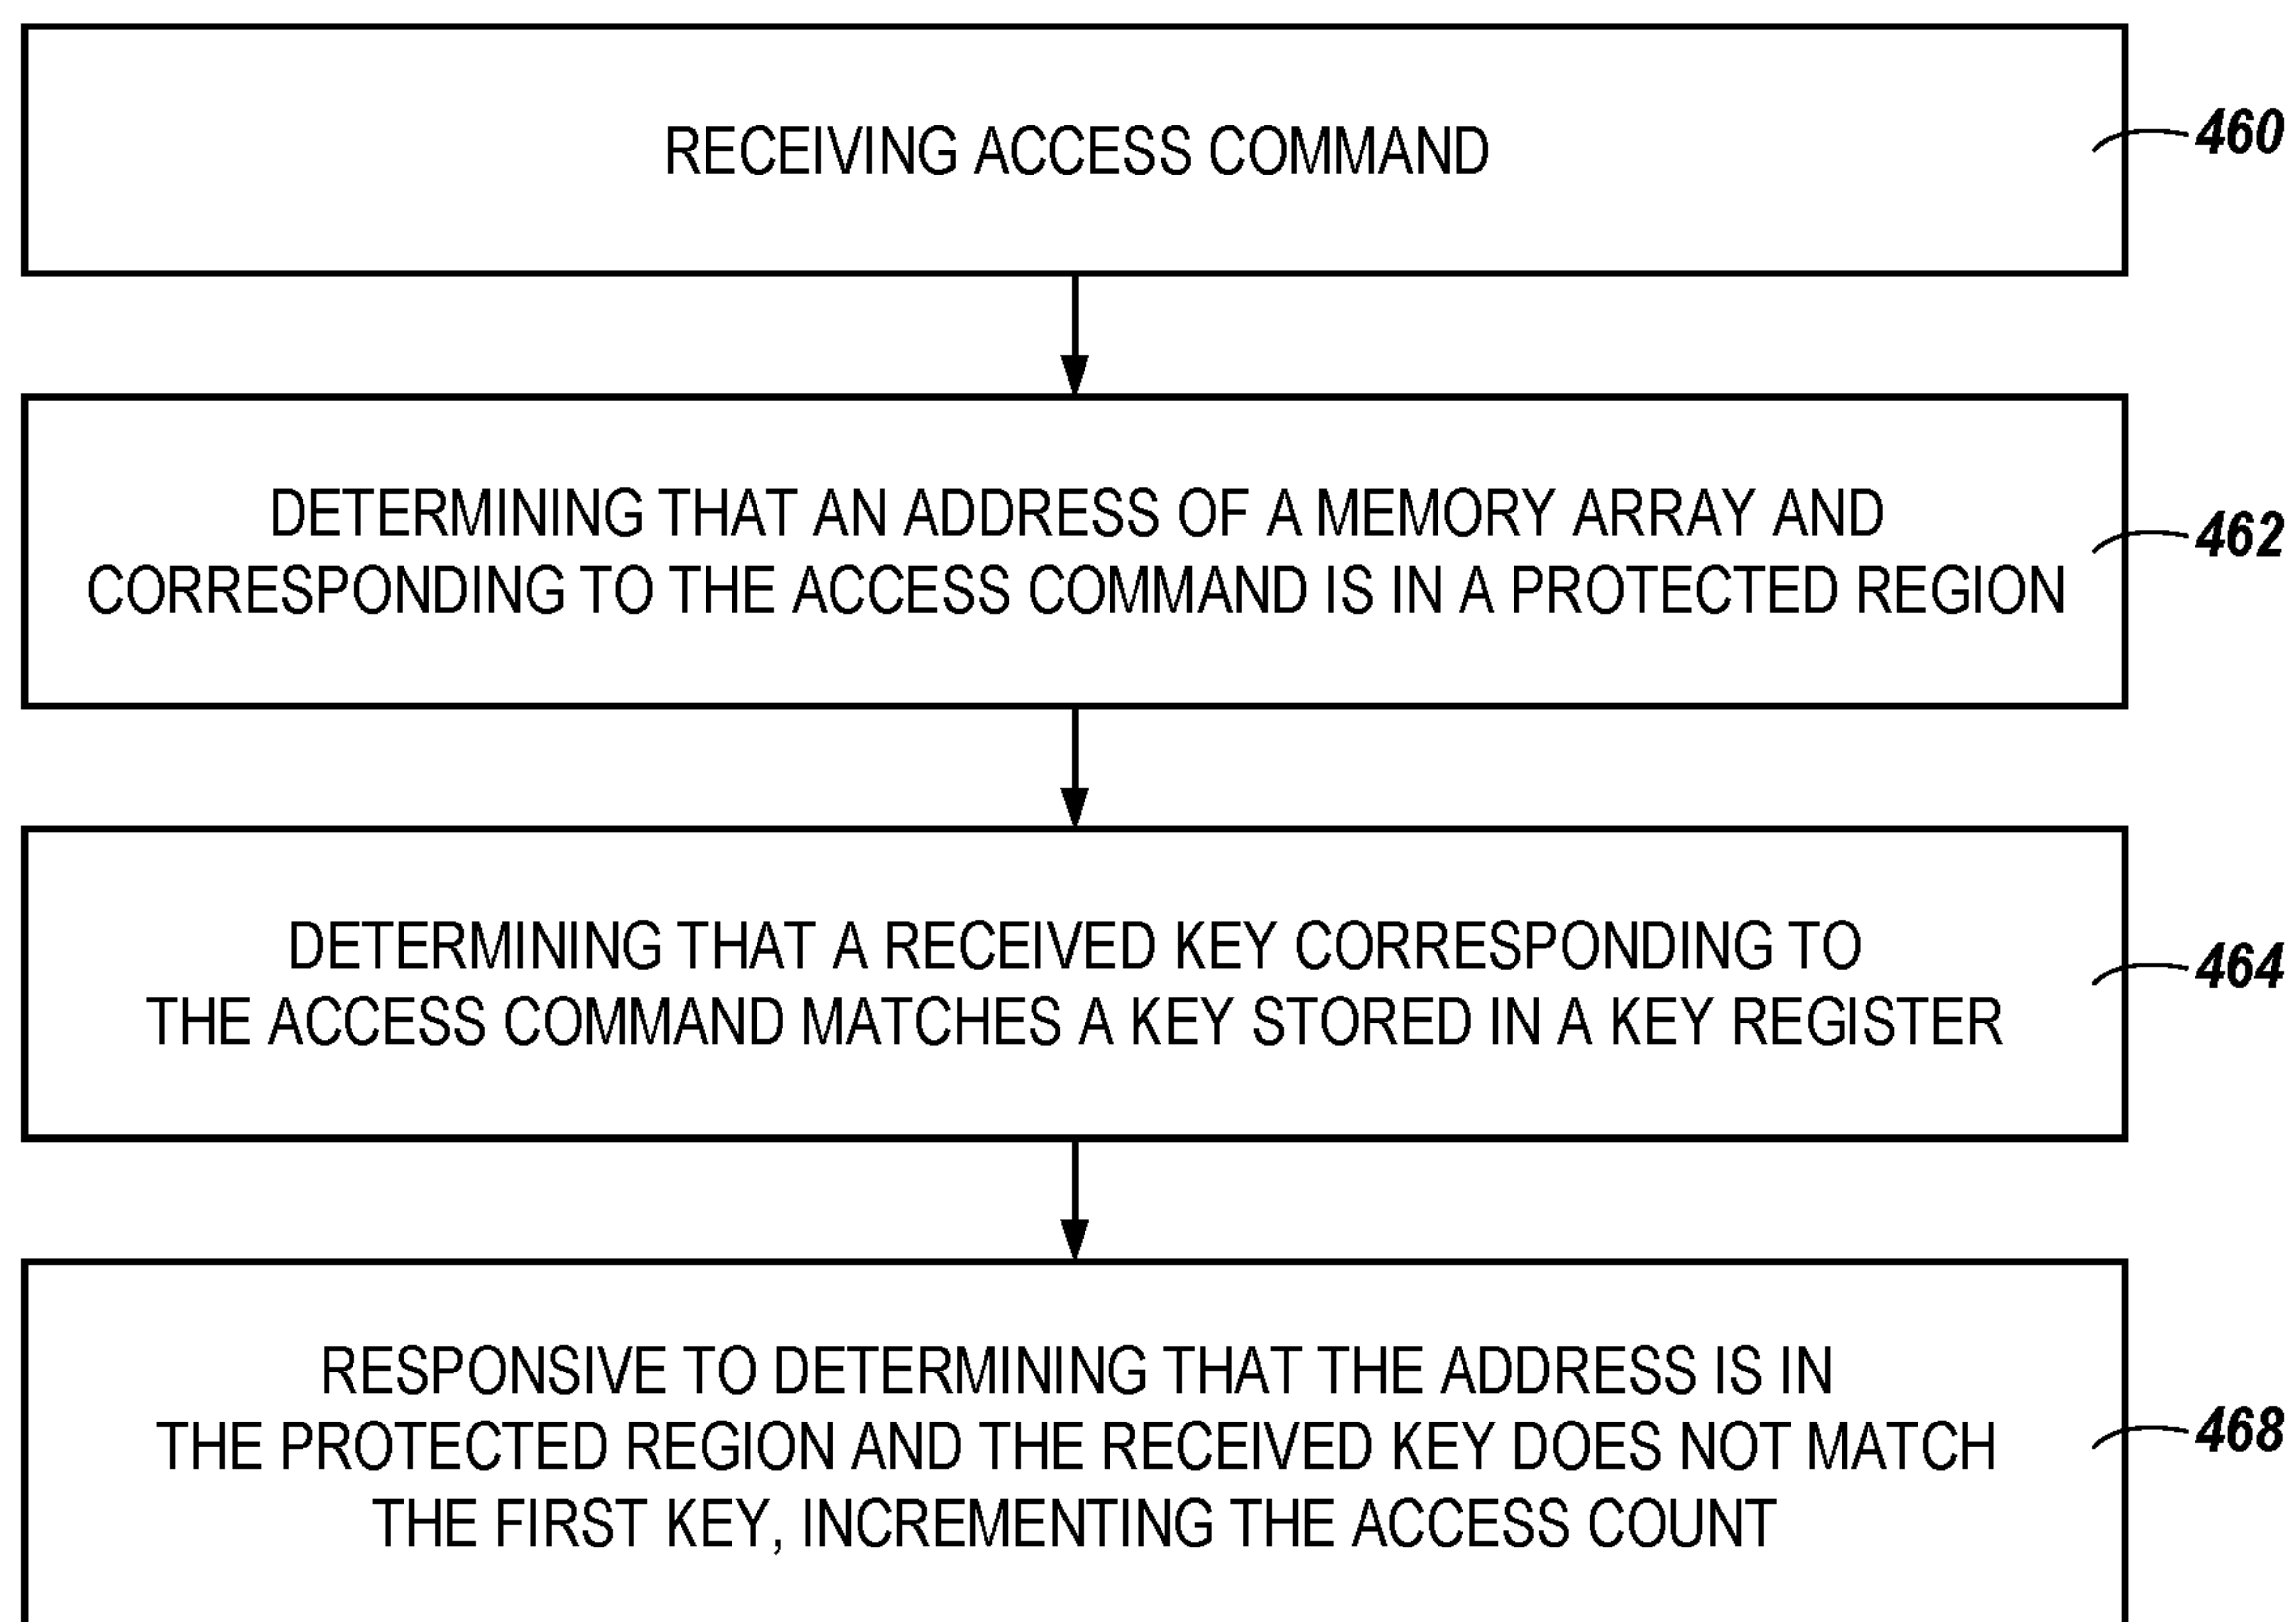 RECEIVING ACCESS COMMAND
460
DETERMINING THAT AN ADDRESS OF A MEMORY ARRAY AND
CORRESPONDING TO THE ACCESS COMMAND IS IN A PROTECTED REGION
462
DETERMINING THAT A RECEIVED KEY CORRESPONDING TO
THE ACCESS COMMAND MATCHES A KEY STORED IN A KEY REGISTER
464
RESPONSIVE TO DETERMINING THAT THE ADDRESS IS IN
THE PROTECTED REGION AND THE RECEIVED KEY DOES NOT MATCH
THE FIRST KEY, INCREMENTING THE ACCESS COUNT
468